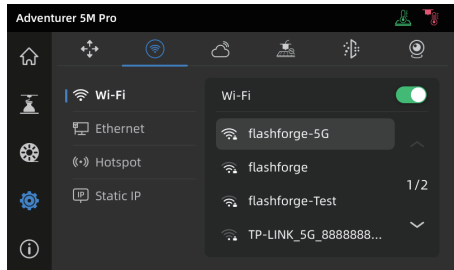 Adventurer 5M Pro
Wi-Fi
Ethernet
Hotspot
IP Static IP
Wi-Fi
flashforge-5G
flashforge
flashforge-Test
TP-LINK_5G_8888888...
1/2